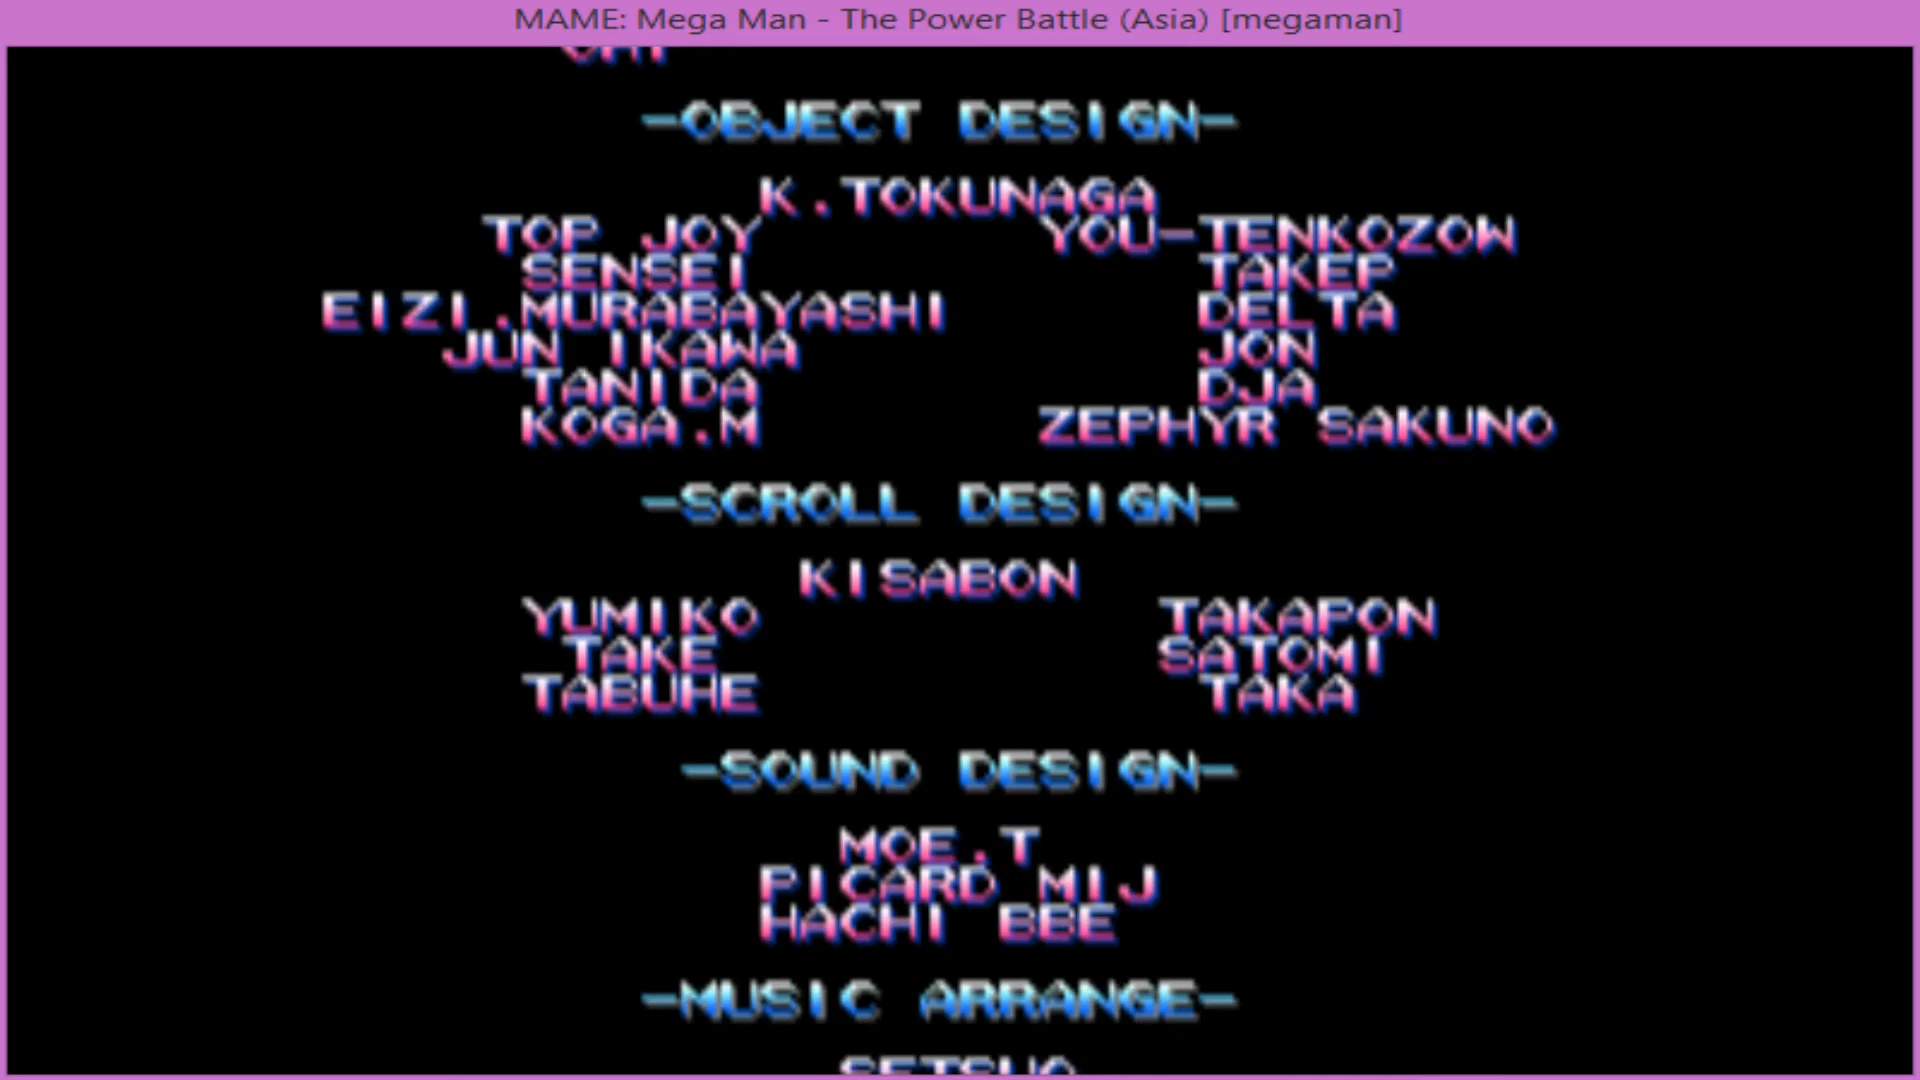 MAME: Mega Man - The Power Battle (Asia) [megaman]
-OBJECT DESIGN-
K.TOKUNAGA
TOP JOY YOU-TENKOZOW
SENSEI TAKEP
EIZI.MURABAYASHI DELTA
JUN IKAWA JON
TANIDA DJA
KOGA.M ZEPHYR SAKUNO
-SCROLL DESIGN-
KISABON
YUMIKO TAKAPON
TAKE SATOMI
TABUHE TAKA
-SOUND DESIGN-
MOE.T
PICARD MIJ
HACHI BBE
-MUSIC ARRANGE-
SETSUO